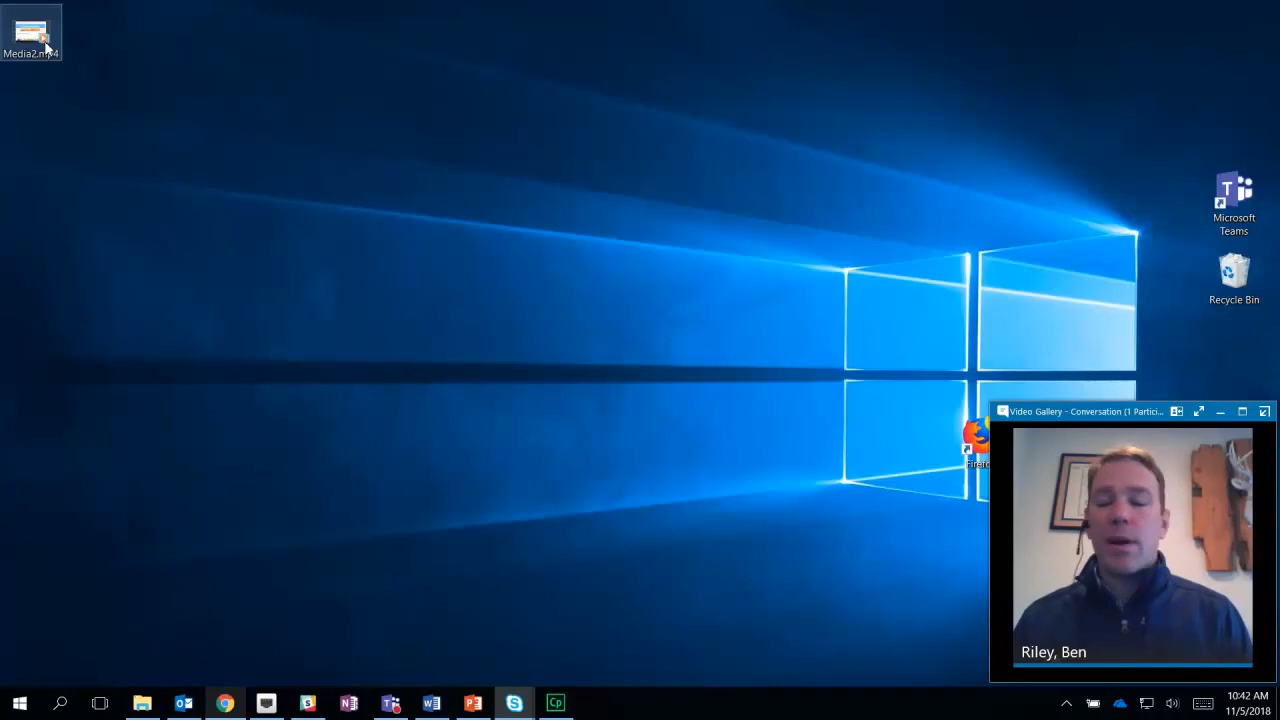 Media2.mp4
Microsoft
Teams
Recycle Bin
Video Gallery - Conversation (1 Partici...
Firefo
Riley, Ben
10:42 AM
11/5/2018